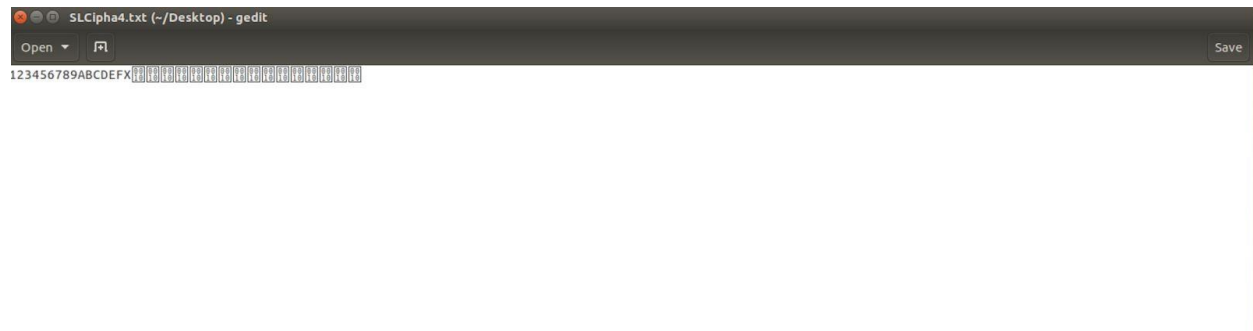 SLCipha4.txt (~/Desktop) - gedit
Open
Save
123456789ABCDEFX